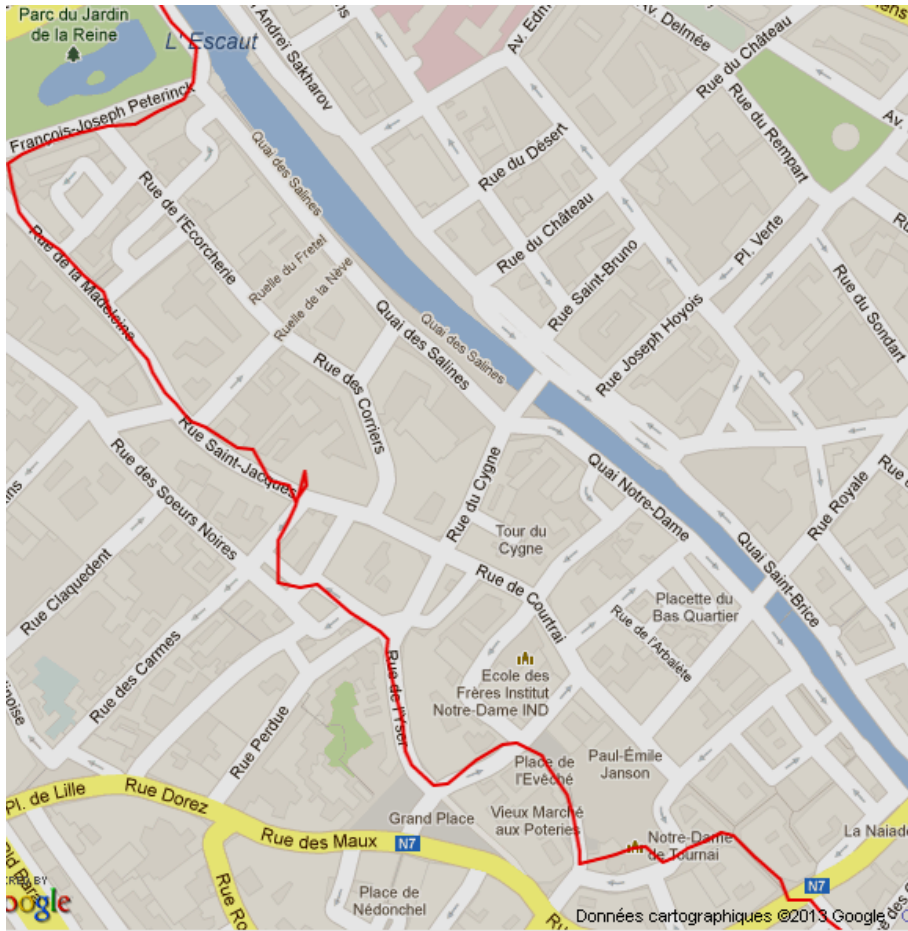 Parc du Jardin
de la Reine
L' Escaut
Andreï Sakharov
Av. Edm
Av. Delmée
Rue du Château
Av.
François-Joseph Peterinck
Quai des Salines
Rue du Désert
Rue du Rempart
Rue de l'Ecorcherie
Rue du Château
Pl. Verte
Rue de la Madeleine
Ruelle du Fretel
Ruelle de la Nève
Rue Saint-Bruno
Rue du Sondart
Quai des Salines
Quai des Salines
Rue Joseph Hoyois
Rue des Corriers
Rue Saint-Jacques
Rue des Soeurs Noires
Rue du Cygne
Quai Notre-Dame
Rue Royale
Tour du
Cygne
Quai Saint-Brice
Rue Claquedent
Rue de Courtrai
Placette du
Bas Quartier
Rue de l'Arbalète
Rue des Carmes
Ecole des
Frères Institut
Notre-Dame IND
Rue de l'Yser
Rue Perdue
Place de
l'Evêché
Paul-Émile
Janson
Pl. de Lille
Rue Dorez
Rue des Maux
N7
Grand Place
Vieux Marché
aux Poteries
Notre-Dame
de Tournai
La Naïade
N7
Place de
Nédonchel
Rue Ro
Données cartographiques ©2013 Google